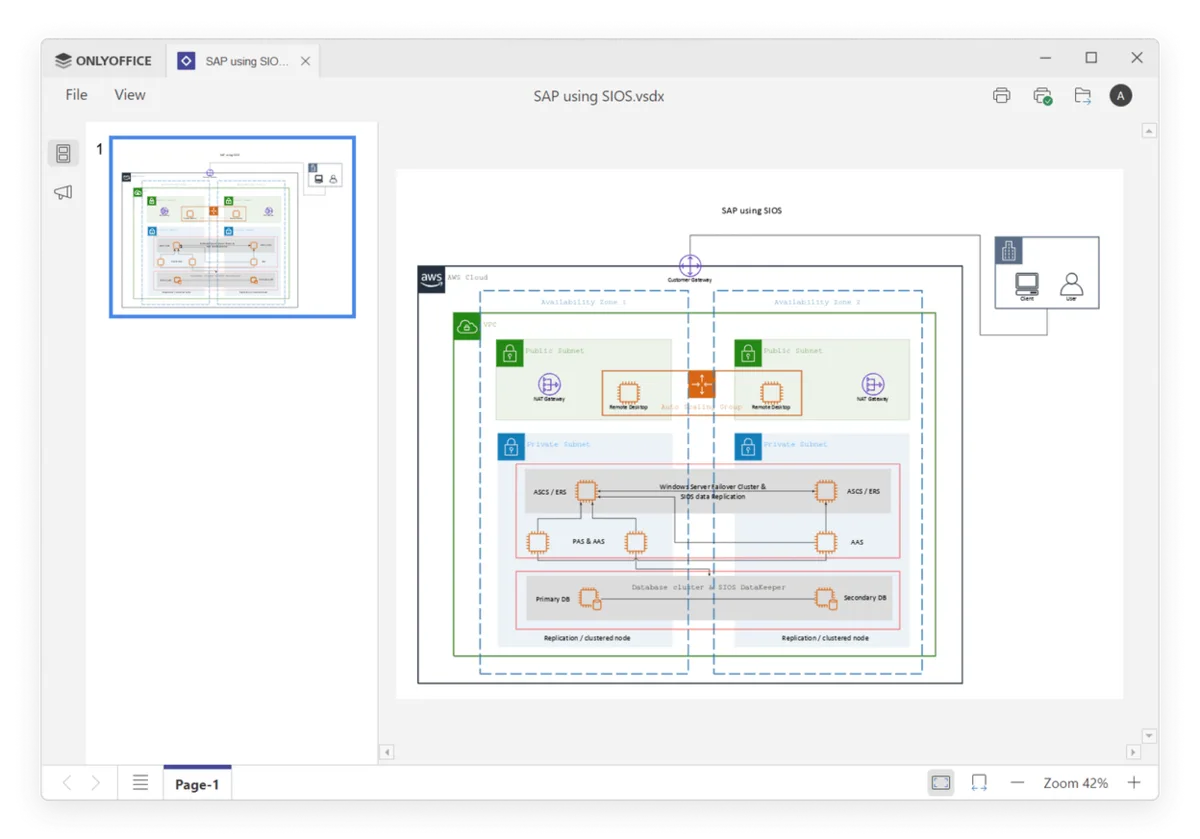 ONLYOFFICE
SAP using SIO...
File
View
SAP using SIOS.vsdx
A
1
SAP using SIOS
aws
AWS Cloud
Customer Gateway
Client
User
Availability Zone 1
Availability Zone 2
VPC
Public Subnet
Public Subnet
NAT Gateway
Remote Desktop
Auto Scaling Group
Remote Desktop
NAT Gateway
Private Subnet
Private Subnet
ASCS / ERS
Windows Server Failover Cluster &
SIOS data Replication
ASCS / ERS
PAS & AAS
AAS
Database cluster & SIOS DataKeeper
Primary DB
Secondary DB
Replication / clustered node
Replication / clustered node
Page-1
Zoom 42%